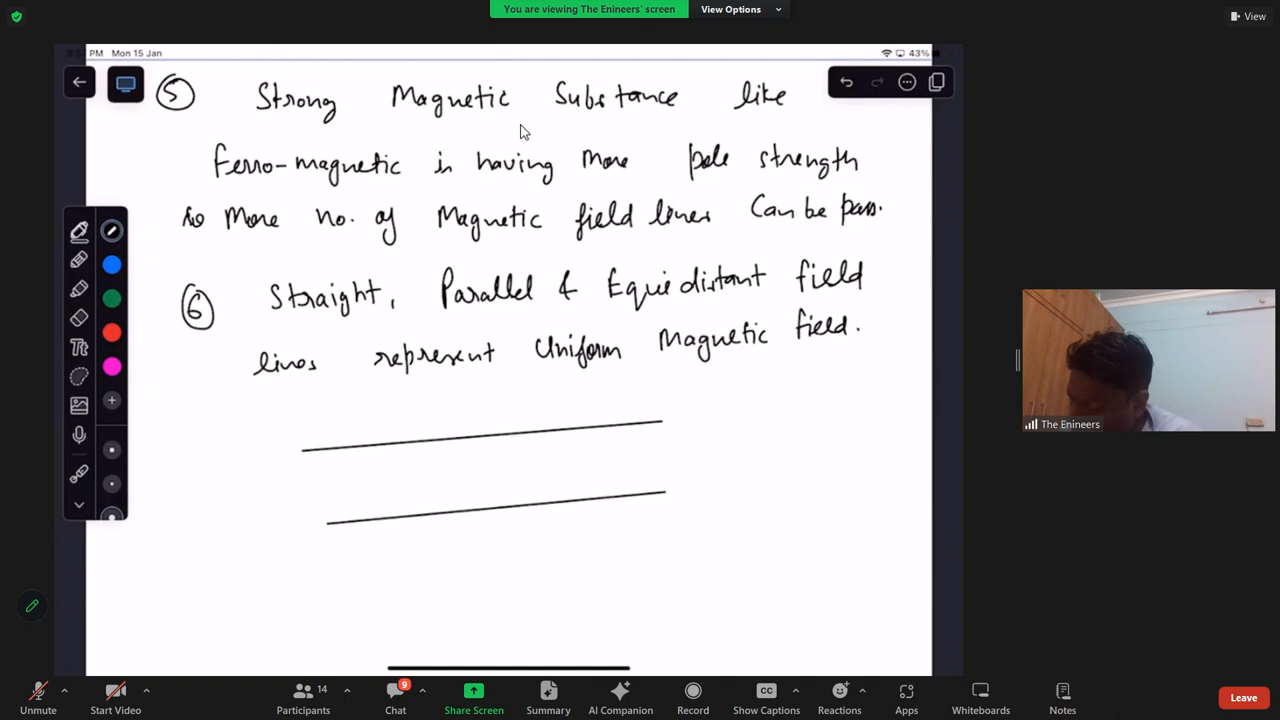 You are viewing The Enineers' screen
View Options
View
9:5 PM Mon 15 Jan
43%
5 Strong Magnetic Substance like
Ferro-magnetic is having More pole strength
so More no. of Magnetic field lines Can be pass.
6 Straight, Parallel & Equidistant field
lines represent Uniform Magnetic field.
The Enineers
Unmute
Start Video
14
Participants
9
Chat
Share Screen
Summary
AI Companion
Record
CC
Show Captions
Reactions
Apps
Whiteboards
Notes
Leave